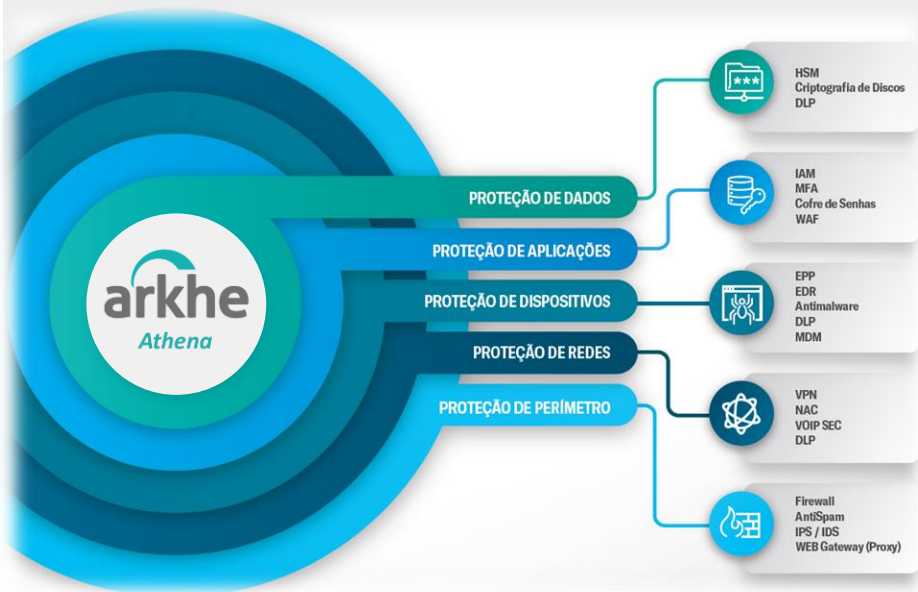 arkhe
Athena
PROTEÇÃO DE DADOS
PROTEÇÃO DE APLICAÇÕES
PROTEÇÃO DE DISPOSITIVOS
PROTEÇÃO DE REDES
PROTEÇÃO DE PERÍMETRO
***
HSM
Criptografia de Discos
DLP
IAM
MFA
Cofre de Senhas
WAF
EPP
EDR
Antimalware
DLP
MDM
VPN
NAC
VOIP SEC
DLP
Firewall
AntiSpam
IPS / IDS
WEB Gateway (Proxy)